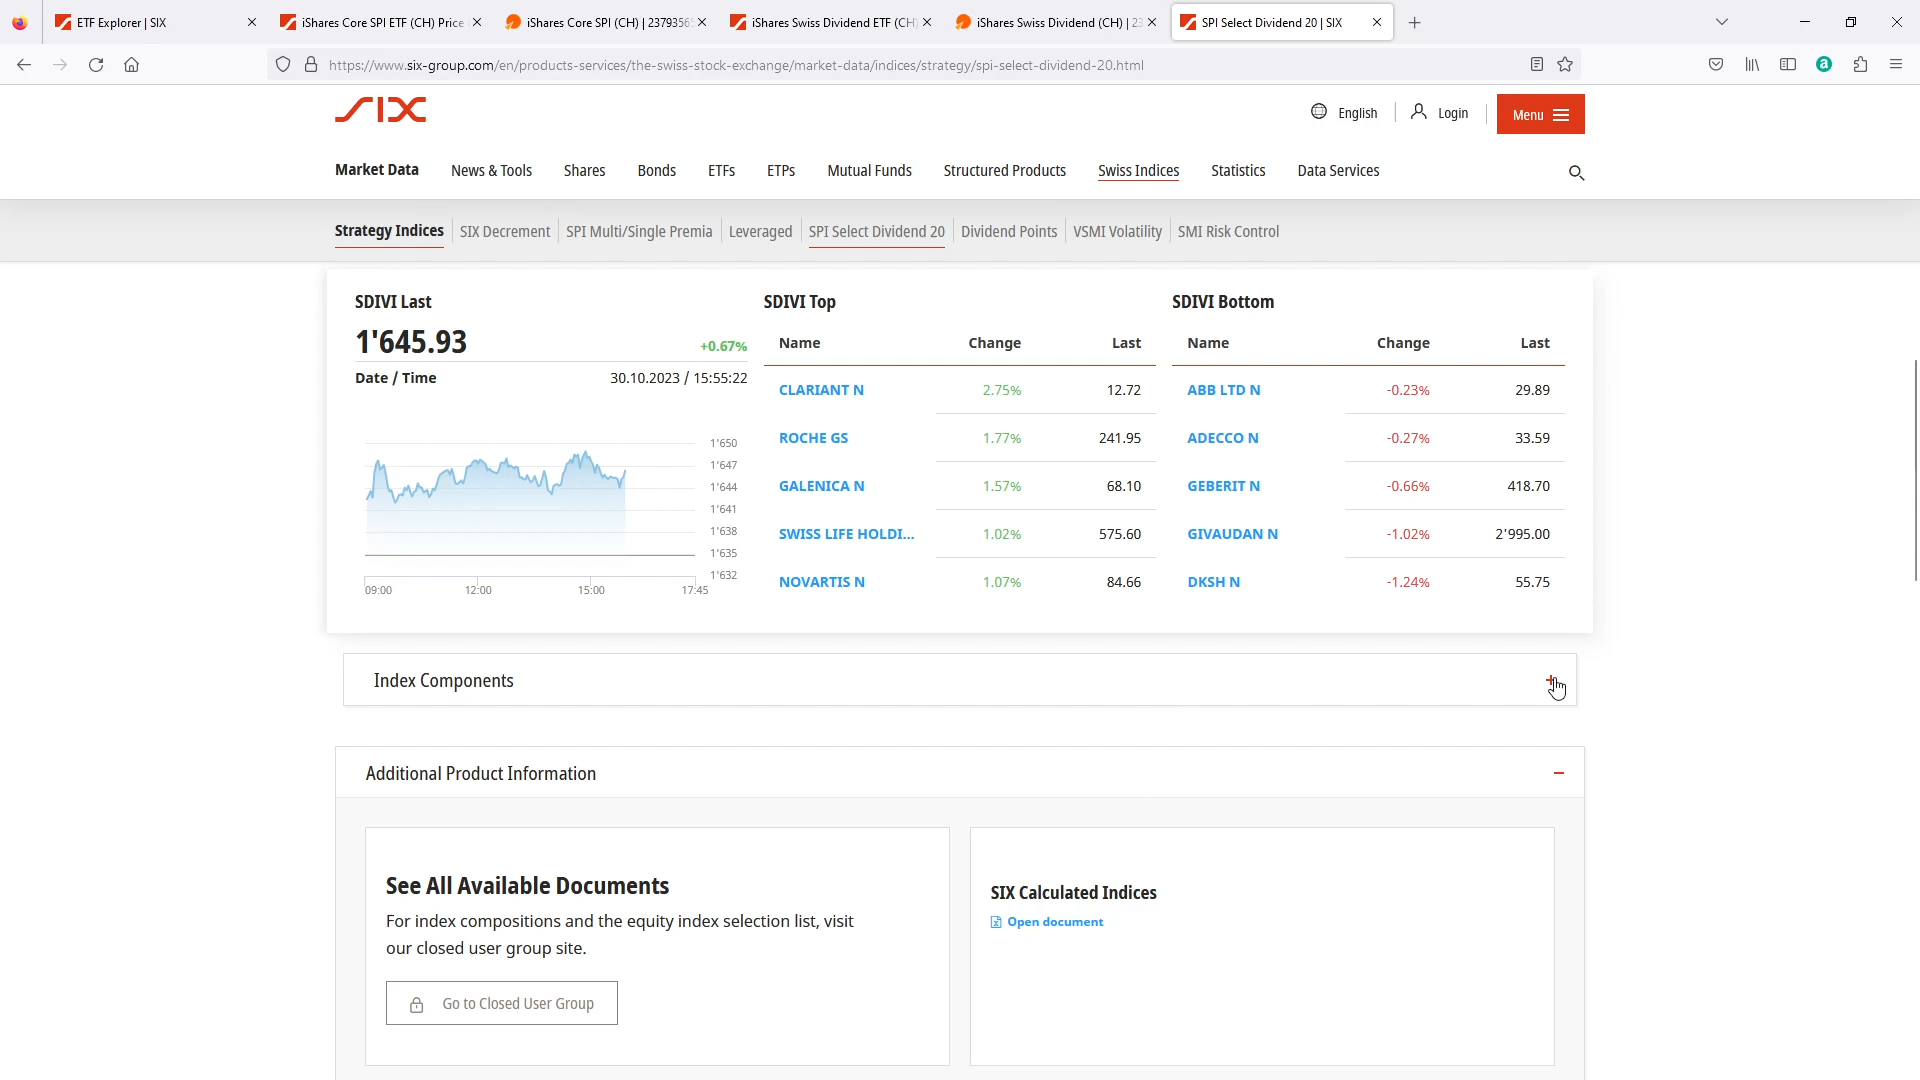 ETF Explorer | SIX
iShares Core SPI ETF (CH) Price
iShares Core SPI (CH) | 2379356
iShares Swiss Dividend ETF (CH
iShares Swiss Dividend (CH) | 23
SPI Select Dividend 20 | SIX
https://www.six-group.com/en/products-services/the-swiss-stock-exchange/market-data/indices/strategy/spi-select-dividend-20.html
SIX
English
Login
Menu
Market Data News & Tools Shares Bonds ETFs ETPs Mutual Funds Structured Products Swiss Indices Statistics Data Services
Strategy Indices SIX Decrement SPI Multi/Single Premia Leveraged SPI Select Dividend 20 Dividend Points VSMI Volatility SMI Risk Control
SDIVI Last
1'645.93 +0.67%
Date / Time 30.10.2023 / 15:55:22
1'650
1'647
1'644
1'641
1'638
1'635
1'632
09:00 12:00 15:00 17:45
SDIVI Top
Name Change Last
CLARIANT N 2.75% 12.72
ROCHE GS 1.77% 241.95
GALENICA N 1.57% 68.10
SWISS LIFE HOLDI... 1.02% 575.60
NOVARTIS N 1.07% 84.66
SDIVI Bottom
Name Change Last
ABB LTD N -0.23% 29.89
ADECCO N -0.27% 33.59
GEBERIT N -0.66% 418.70
GIVAUDAN N -1.02% 2'995.00
DKSH N -1.24% 55.75
Index Components
Additional Product Information
See All Available Documents
For index compositions and the equity index selection list, visit
our closed user group site.
Go to Closed User Group
SIX Calculated Indices
Open document